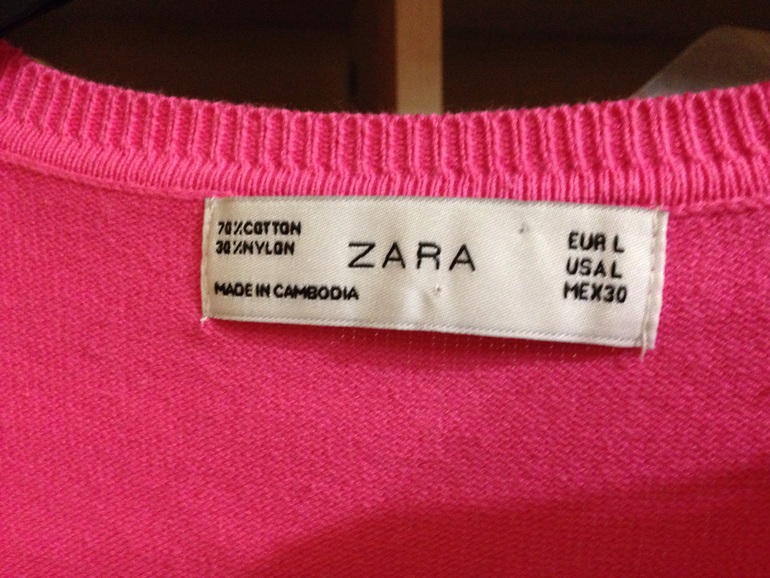 70%COTTON
30%NYLON
MADE IN CAMBODIA
ZARA
EUR L
USA L
MEX 30